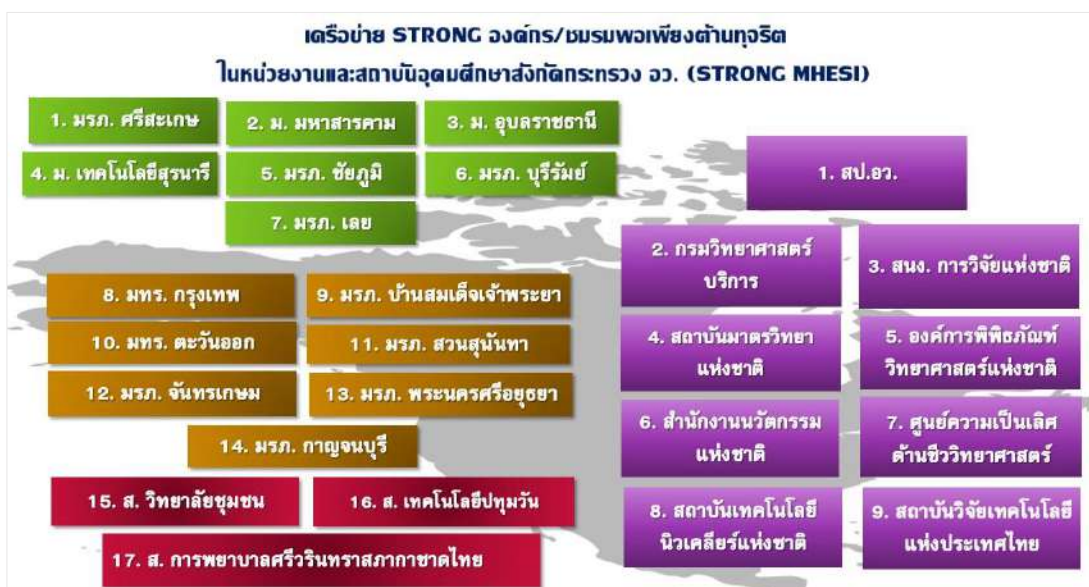 เครือข่าย STRONG องค์กร/ชมรมพอเพียงต้านทุจริต
ในหน่วยงานและสถาบันอุดมศึกษาสังกัดกระทรวง อว. (STRONG MHESI)
1. มรภ. ศรีสะเกษ
2. ม. มหาสารคาม
3. ม. อุบลราชธานี
4. ม. เทคโนโลยีสุรนารี
5. มรภ. ชัยภูมิ
6. มรภ. บุรีรัมย์
7. มรภ. เลย
8. มทร. กรุงเทพ
9. มรภ. บ้านสมเด็จเจ้าพระยา
10. มทร. ตะวันออก
11. มรภ. สวนสุนันทา
12. มรภ. จันทรเกษม
13. มรภ. พระนครศรีอยุธยา
14. มรภ. กาญจนบุรี
15. ส. วิทยาลัยชุมชน
16. ส. เทคโนโลยีปทุมวัน
17. ส. การพยาบาลศรีวรินทราสภากาชาดไทย
1. สป.อว.
2. กรมวิทยาศาสตร์
บริการ
3. สนง. การวิจัยแห่งชาติ
4. สถาบันมาตรวิทยา
แห่งชาติ
5. องค์การพิพิธภัณฑ์
วิทยาศาสตร์แห่งชาติ
6. สำนักงานนวัตกรรม
แห่งชาติ
7. ศูนย์ความเป็นเลิศ
ด้านชีววิทยาศาสตร์
8. สถาบันเทคโนโลยี
นิวเคลียร์แห่งชาติ
9. สถาบันวิจัยเทคโนโลยี
แห่งประเทศไทย